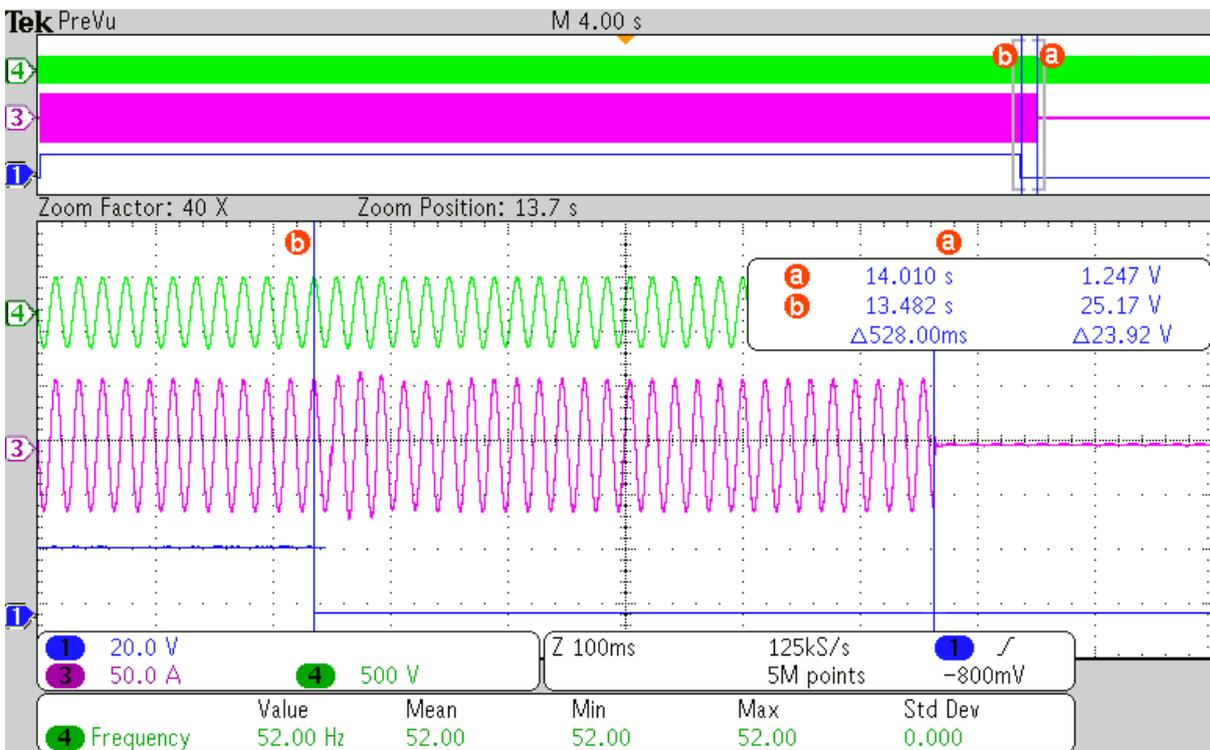 Tek PreVu M 4.00 s
4
b a
3
1
Zoom Factor: 40 X Zoom Position: 13.7 s
b a
a 14.010 s 1.247 V
b 13.482 s 25.17 V
Δ528.00ms Δ23.92 V
4
3
1
1 20.0 V Z 100ms 125kS/s 1
3 50.0 A 4 500 V 5M points -800mV
Value Mean Min Max Std Dev
4 Frequency 52.00 Hz 52.00 52.00 52.00 0.000